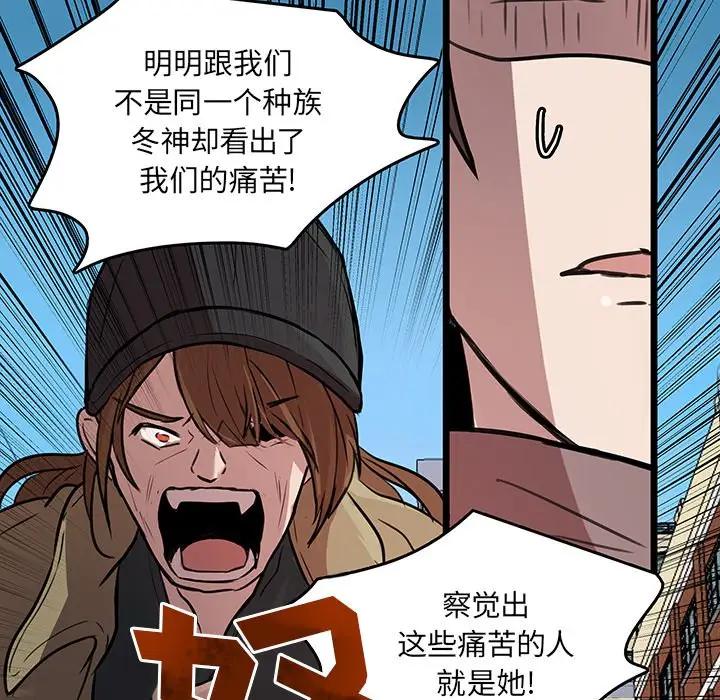 明明跟我们
不是同一个种族
冬神却看出了
我们的痛苦!
察觉出
这些痛苦的人
就是她!